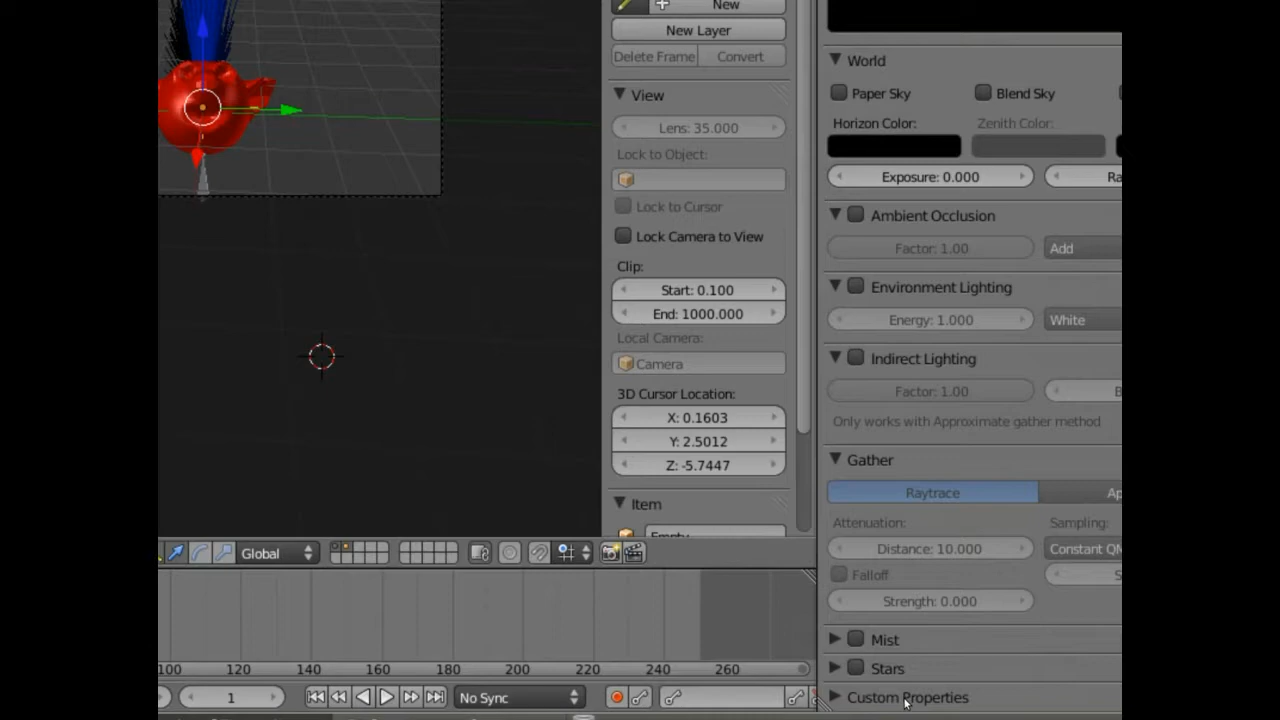 New
New Layer
Delete Frame Convert
View
Lens: 35.000
Lock to Object:
Lock to Cursor
Lock Camera to View
Clip:
Start: 0.100
End: 1000.000
Local Camera:
Camera
3D Cursor Location:
X: 0.1603
Y: 2.5012
Z: -5.7447
Item
Empty
World
Paper Sky Blend Sky
Horizon Color: Zenith Color:
Exposure: 0.000 Ra
Ambient Occlusion
Factor: 1.00 Add
Environment Lighting
Energy: 1.000 White
Indirect Lighting
Factor: 1.00 B
Only works with Approximate gather method
Gather
Raytrace Ap
Attenuation: Sampling:
Distance: 10.000 Constant QM
Falloff S
Strength: 0.000
Mist
Stars
Custom Properties
Global
100 120 140 160 180 200 220 240 260
1 No Sync